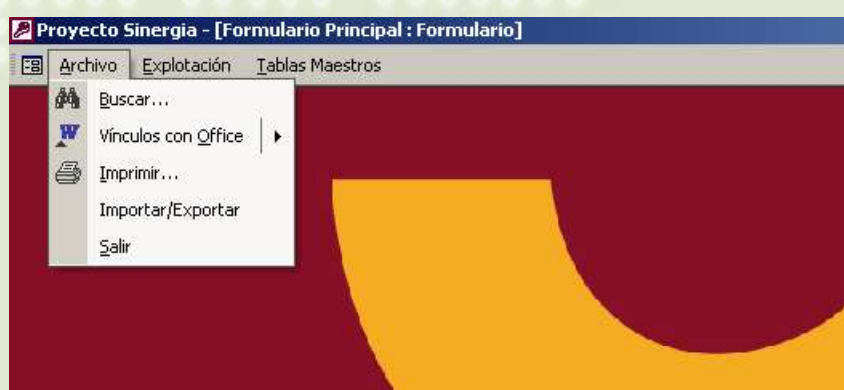 Proyecto Sinergia - [Formulario Principal : Formulario]
Archivo Explotación Tablas Maestros
Buscar...
Vínculos con Office
Imprimir...
Importar/Exportar
Salir